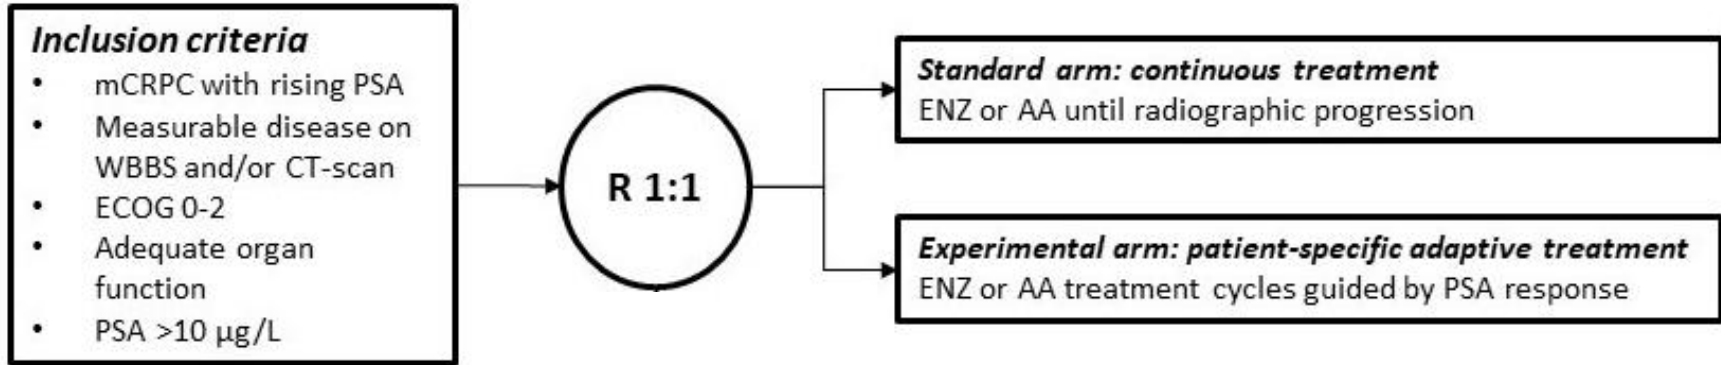 Inclusion criteria
• mCRPC with rising PSA
• Measurable disease on
WBBS and/or CT-scan
• ECOG 0-2
• Adequate organ
function
• PSA >10 µg/L
R 1:1
Standard arm: continuous treatment
ENZ or AA until radiographic progression
Experimental arm: patient-specific adaptive treatment
ENZ or AA treatment cycles guided by PSA response